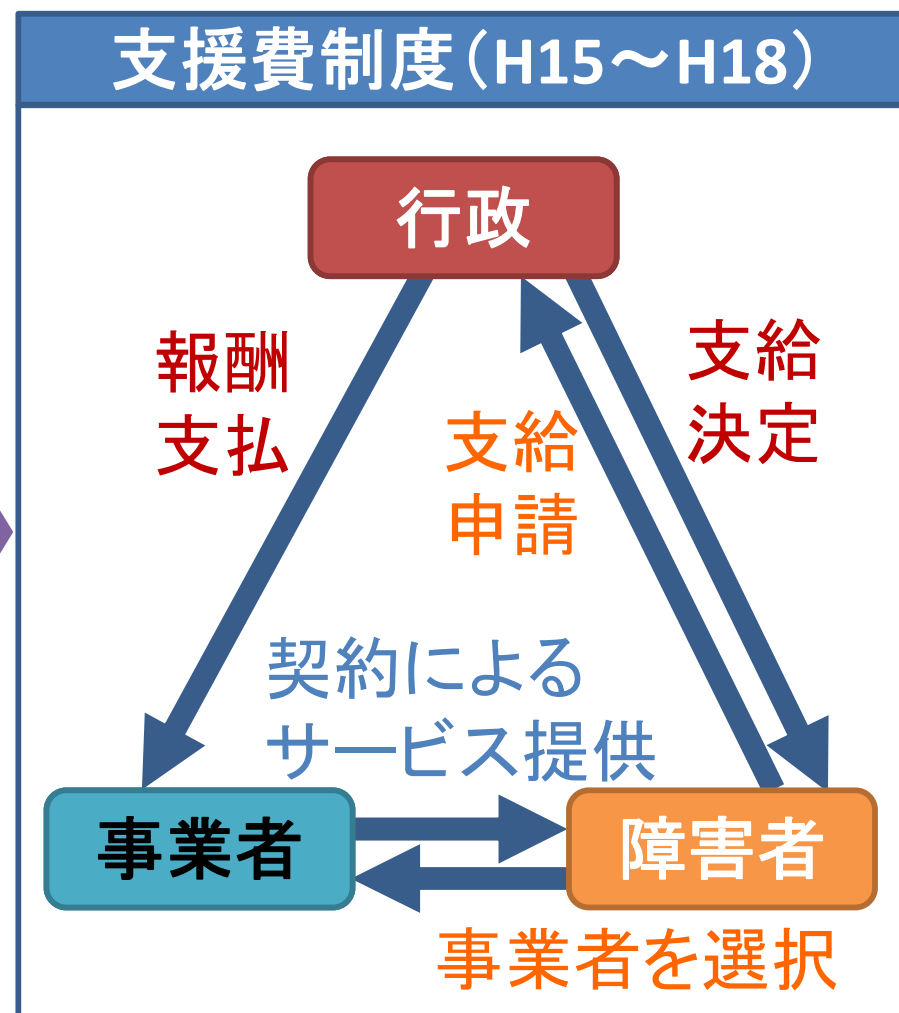 支援費制度（H15～H18）
行政
報酬
支払
支給
決定
支給
申請
契約による
サービス提供
事業者
障害者
事業者を選択